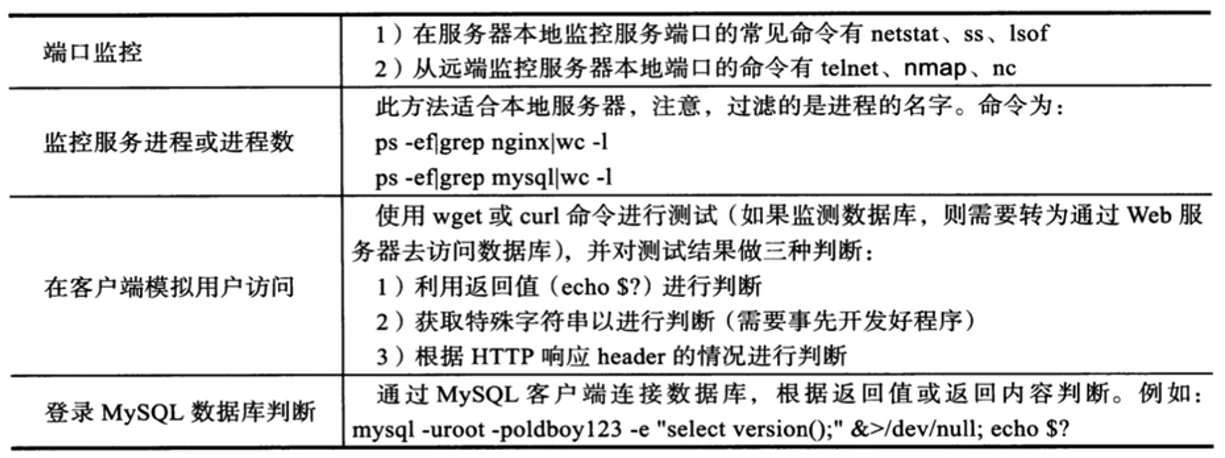 端口监控
1）在服务器本地监控服务端口的常见命令有 netstat、ss、lsof
2）从远端监控服务器本地端口的命令有 telnet、nmap、nc
监控服务进程或进程数
此方法适合本地服务器，注意，过滤的是进程的名字。命令为：
ps -ef|grep nginx|wc -l
ps -ef|grep mysql|wc -l
在客户端模拟用户访问
使用 wget 或 curl 命令进行测试（如果监测数据库，则需要转为通过 Web 服
务器去访问数据库），并对测试结果做三种判断：
1）利用返回值（echo $?）进行判断
2）获取特殊字符串以进行判断（需要事先开发好程序）
3）根据 HTTP 响应 header 的情况进行判断
登录 MySQL 数据库判断
通过 MySQL 客户端连接数据库，根据返回值或返回内容判断。例如：
mysql -uroot -poldboy123 -e "select version();" &>/dev/null; echo $?